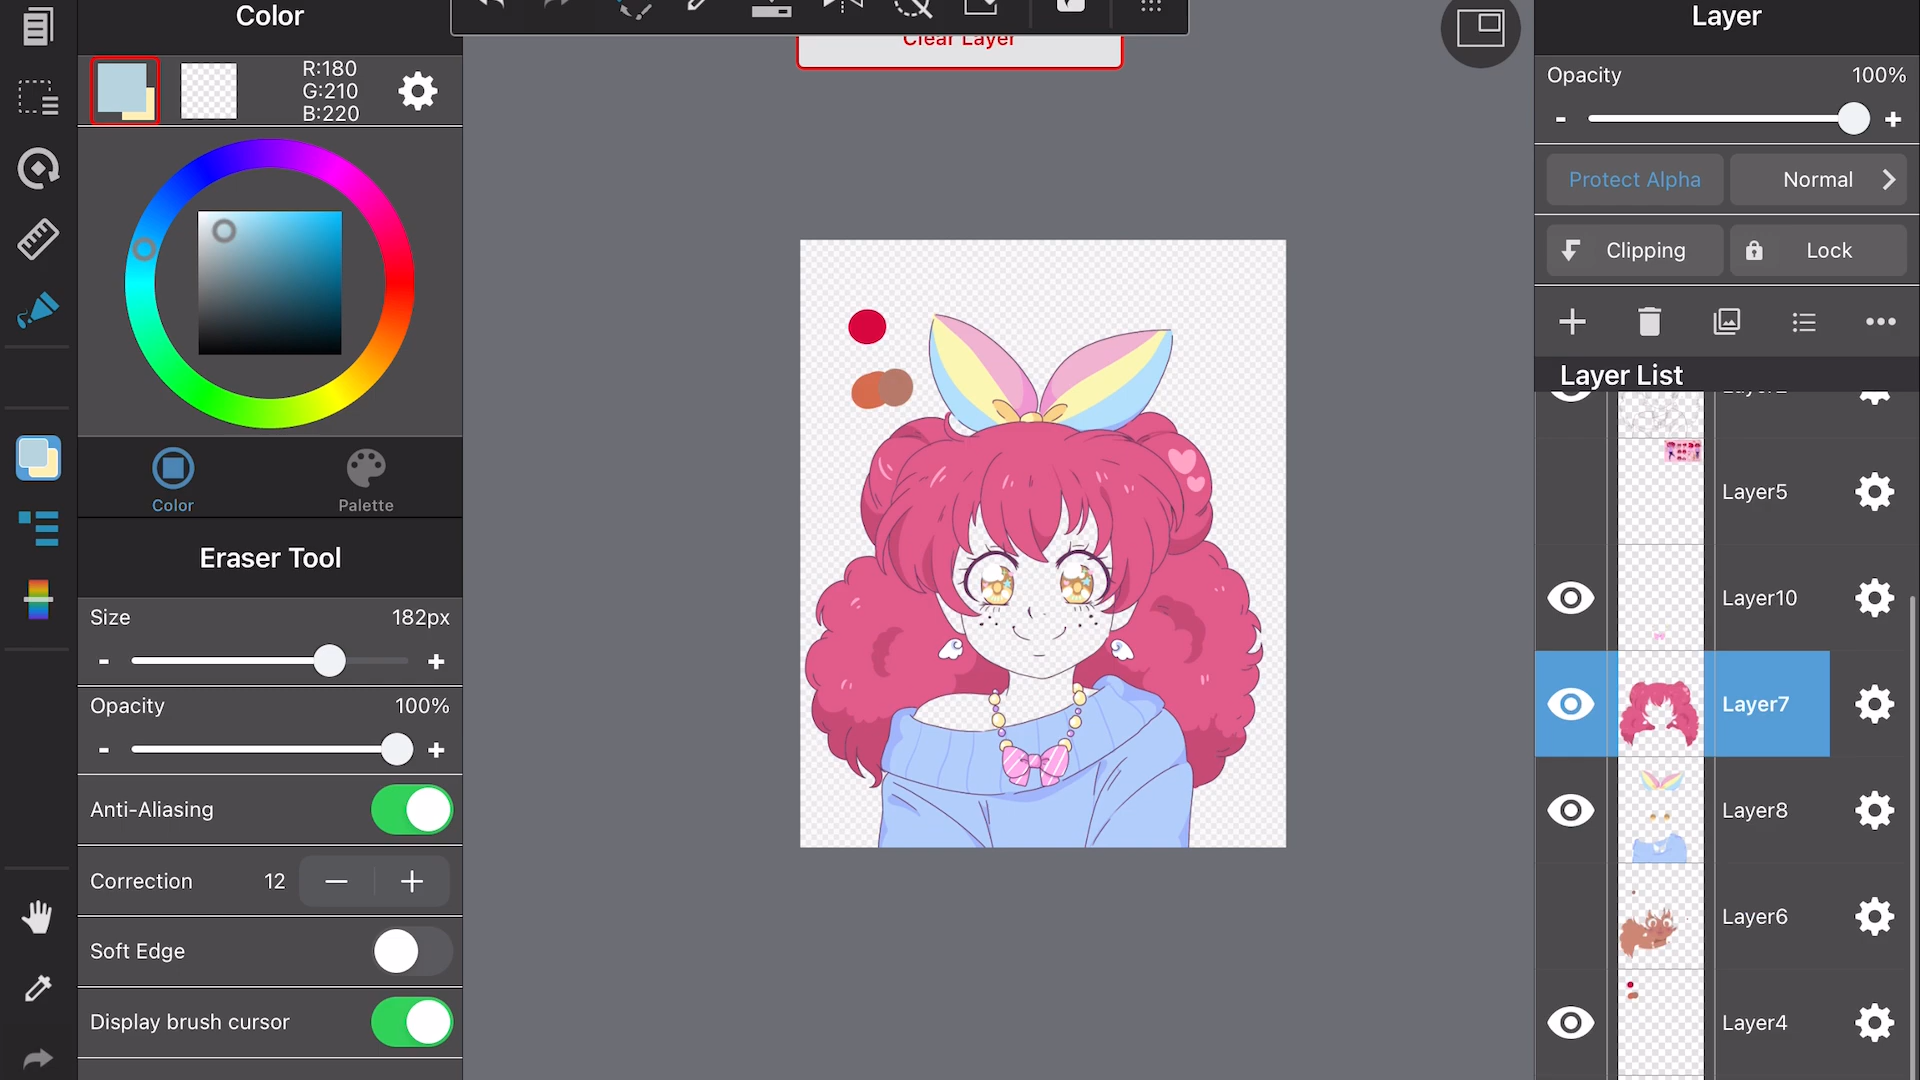 Color
Clear Layer
Layer
R:180
G:210
B:220
Opacity
100%
Protect Alpha
Normal
Clipping
Lock
Layer List
Color
Palette
Layer5
Eraser Tool
Layer10
Size
182px
Opacity
100%
Layer7
Anti-Aliasing
Layer8
Correction
12
Layer6
Soft Edge
Display brush cursor
Layer4